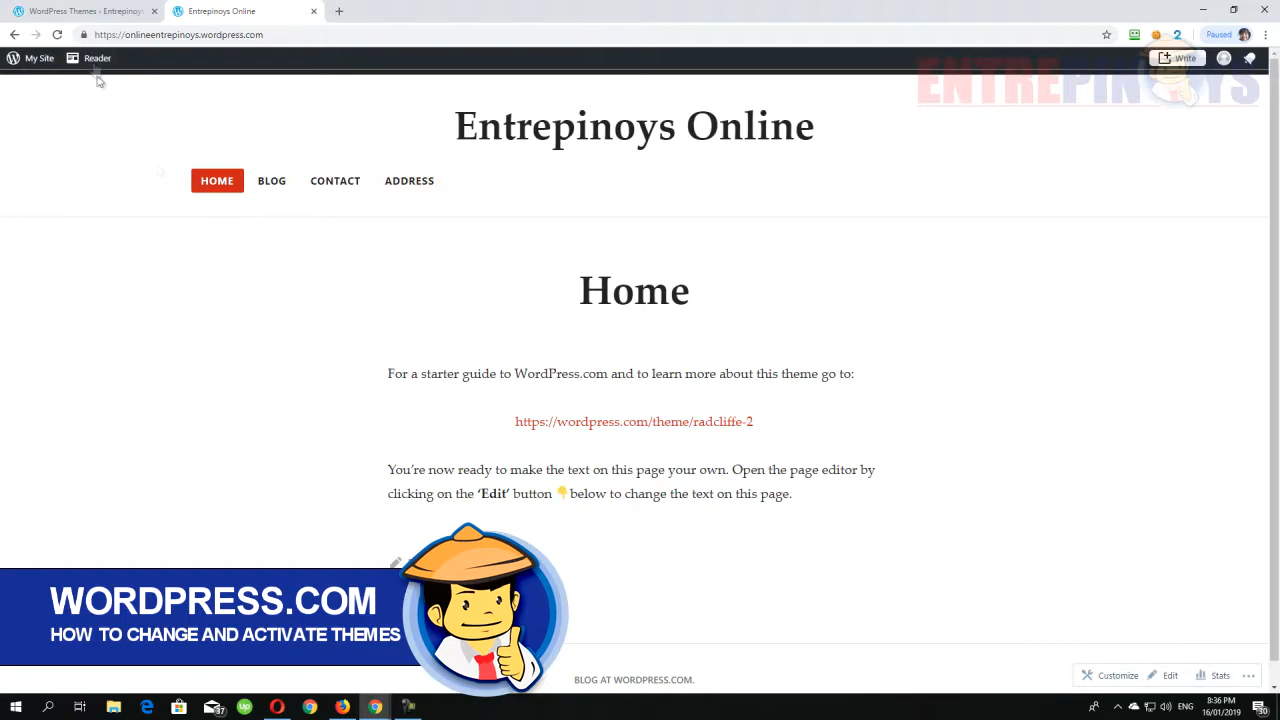 WordPress Themes ‹ Entrepinoys
Entrepinoys Online
https://onlineentrepinoys.wordpress.com
Paused
My Site
Reader
Write
ENTREPINOYS
Entrepinoys Online
HOME
BLOG
CONTACT
ADDRESS
Home
For a starter guide to WordPress.com and to learn more about this theme go to:
https://wordpress.com/theme/radcliffe-2
You're now ready to make the text on this page your own. Open the page editor by
clicking on the 'Edit' button 👇 below to change the text on this page.
WORDPRESS.COM
HOW TO CHANGE AND ACTIVATE THEMES
BLOG AT WORDPRESS.COM.
Customize
Edit
Stats
37
ENG
8:36 PM
16/01/2019
30